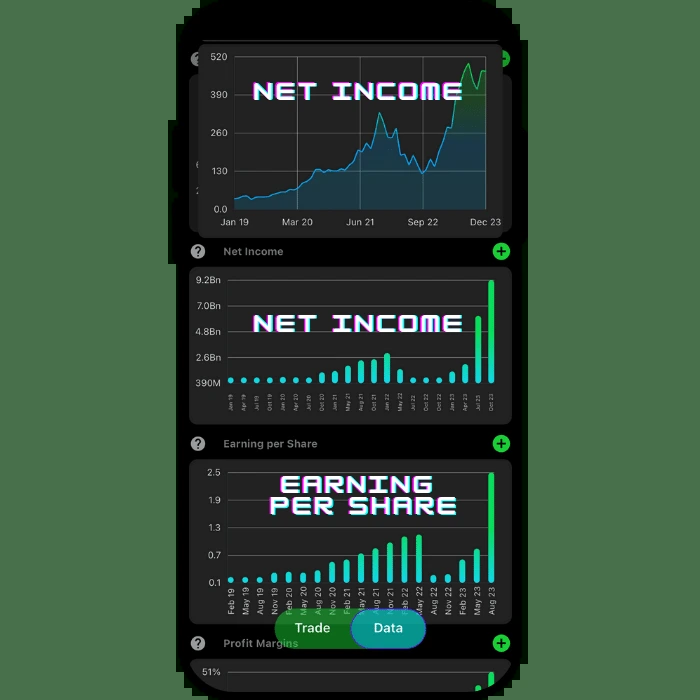 520
NET INCOME
390
260
130
0.0
Jan 19 Mar 20 Jun 21 Sep 22 Dec 23
? Net Income +
9.2Bn
7.0Bn
NET INCOME
4.8Bn
2.6Bn
390M
Jan 19 Apr 19 Jul 19 Oct 19 Jan 20 Apr 20 Jul 20 Oct 20 Jan 21 May 21 Aug 21 Oct 21 Jan 22 May 22 Jul 22 Oct 22 Oct 22 Jan 23 Apr 23 Jul 23 Oct 23
? Earning per Share +
2.5
EARNING
1.9
PER SHARE
1.3
0.7
0.1
Feb 19 May 19 Aug 19 Nov 19 Feb 20 May 20 Aug 20 Nov 20 Feb 21 May 21 Aug 21 Nov 21 Feb 22 May 22 Aug 22 Nov 22 Feb 23 May 23 Aug 23
Trade Data
? Profit Margins +
51%